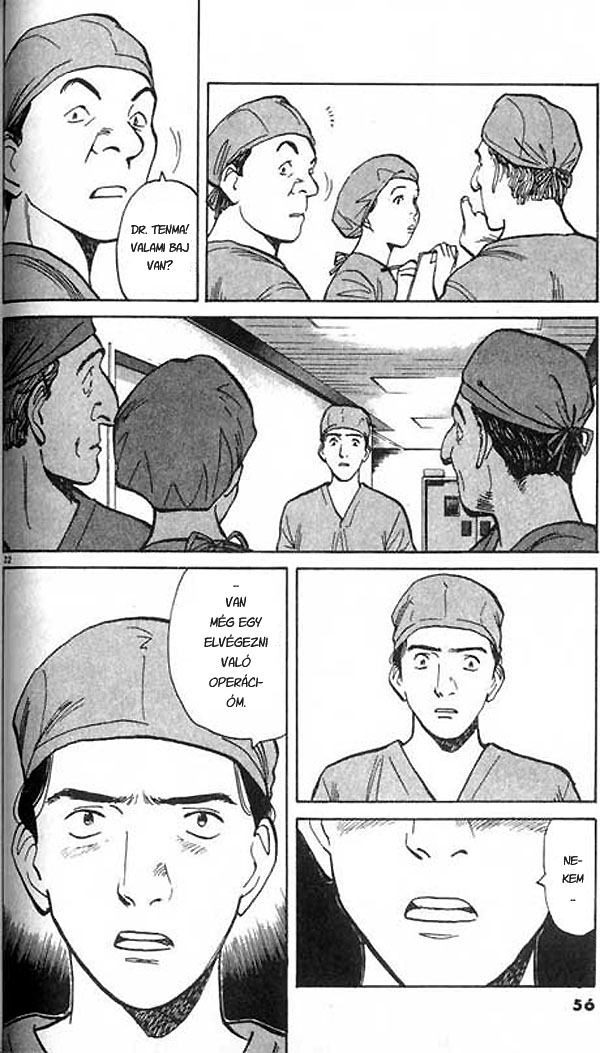 DR. TENMA!
VALAMI BAJ
VAN?
22
NE-
KEM
...
...
VAN
MÉG EGY
ELVÉGEZNI
VALÓ
OPERÁCI-
ÓM.
56